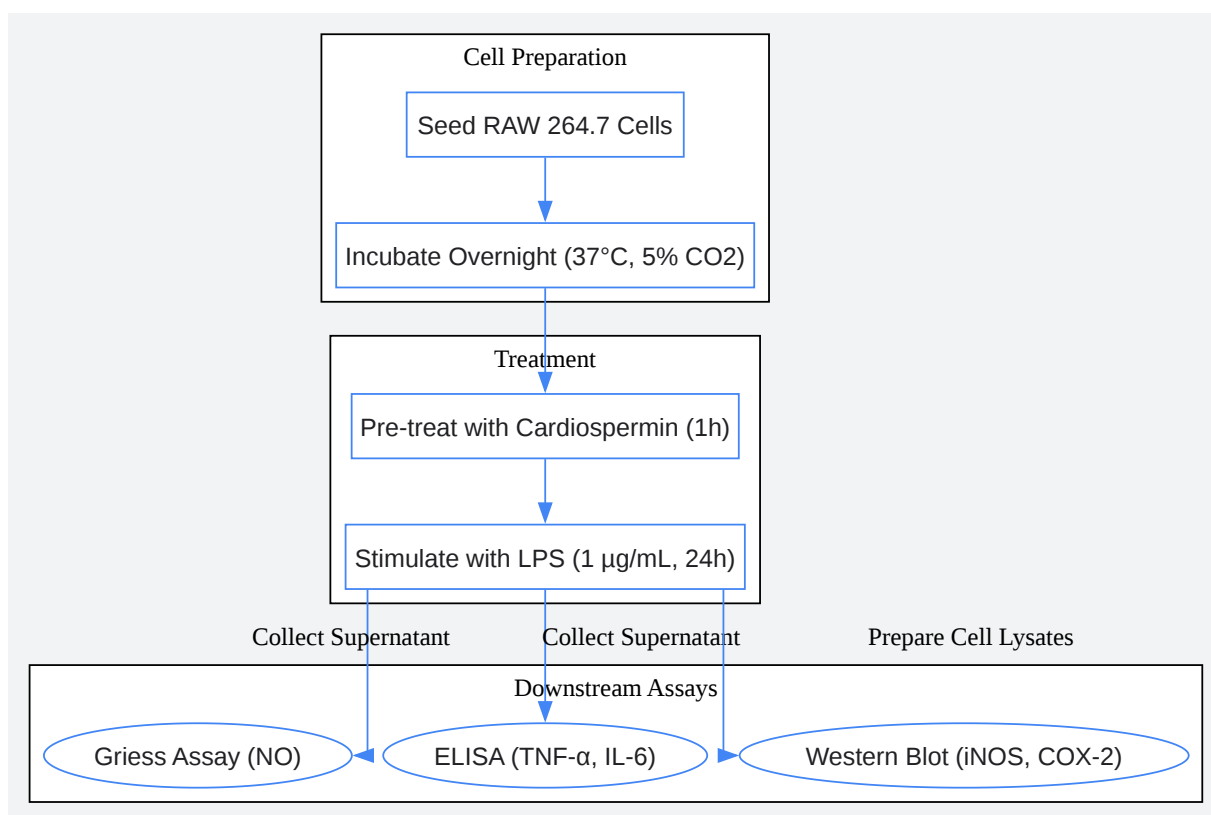 Cell Preparation
Seed RAW 264.7 Cells
Incubate Overnight (37°C, 5% CO2)
Treatment
Pre-treat with Cardiospermin (1h)
Stimulate with LPS (1 µg/mL, 24h)
Collect Supernatant
Collect Supernatant
Prepare Cell Lysates
Downstream Assays
Griess Assay (NO)
ELISA (TNF-α, IL-6)
Western Blot (iNOS, COX-2)